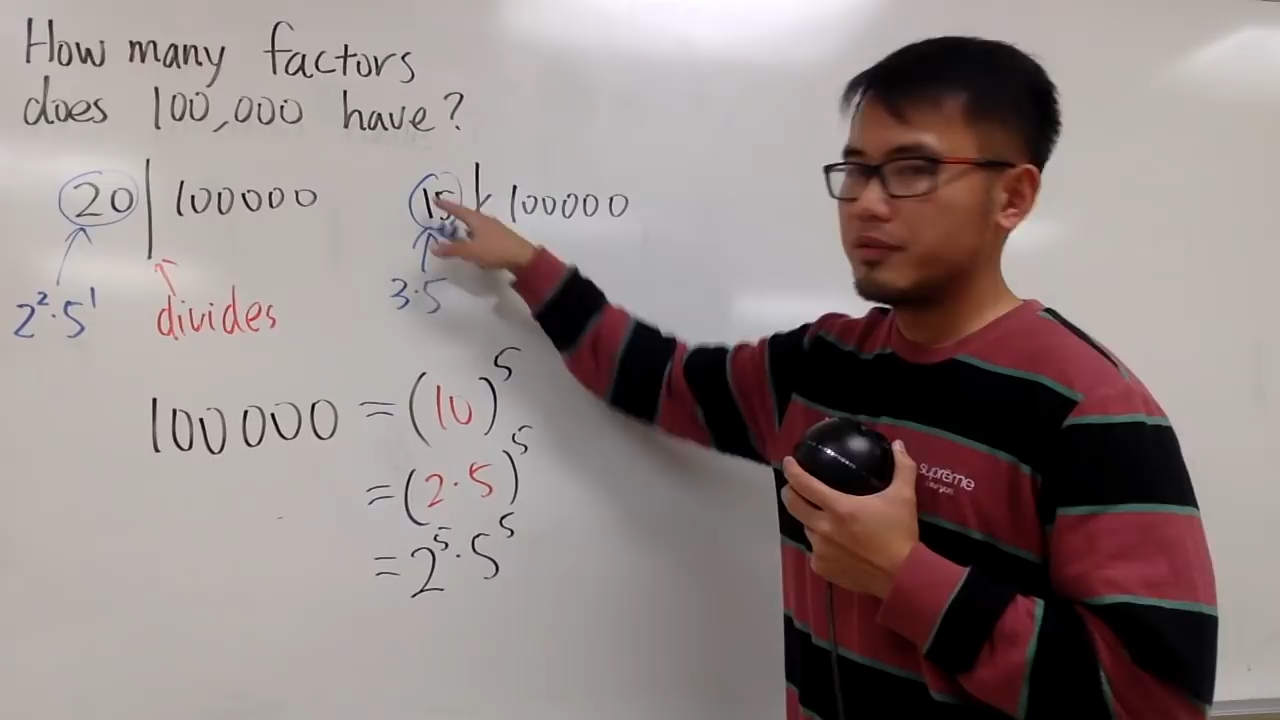 How many factors
does 100,000 have?
20 | 100000
15 ∤ 100000
2²·5¹
divides
3·5
100000 = (10)⁵
= (2·5)⁵
= 2⁵·5⁵
suprēme